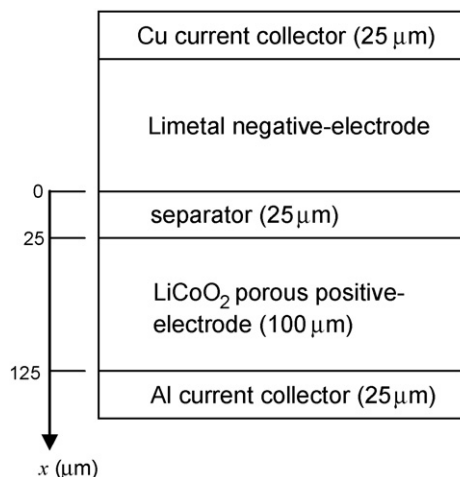 Cu current collector (25 μm)
Limetal negative-electrode
0
separator (25 μm)
25
LiCoO₂ porous positive-
electrode (100 μm)
125
Al current collector (25 μm)
x (μm)